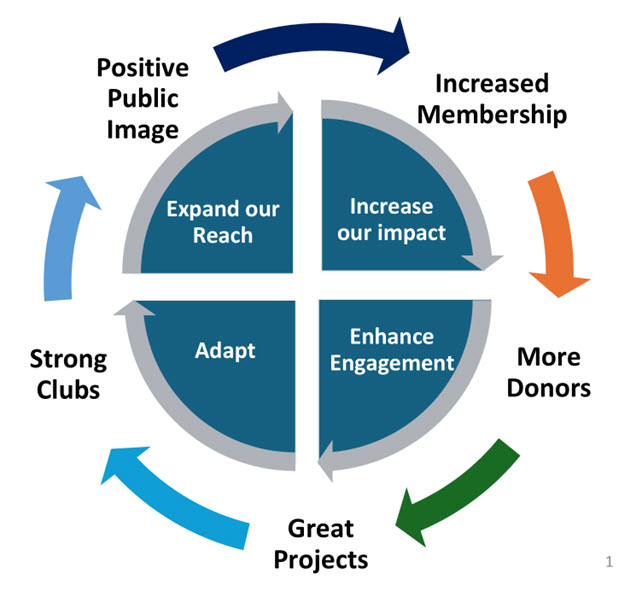 Positive
Public
Image
Increased
Membership
Expand our
Reach
Increase
our impact
Strong
Clubs
Adapt
Enhance
Engagement
More
Donors
Great
Projects
1